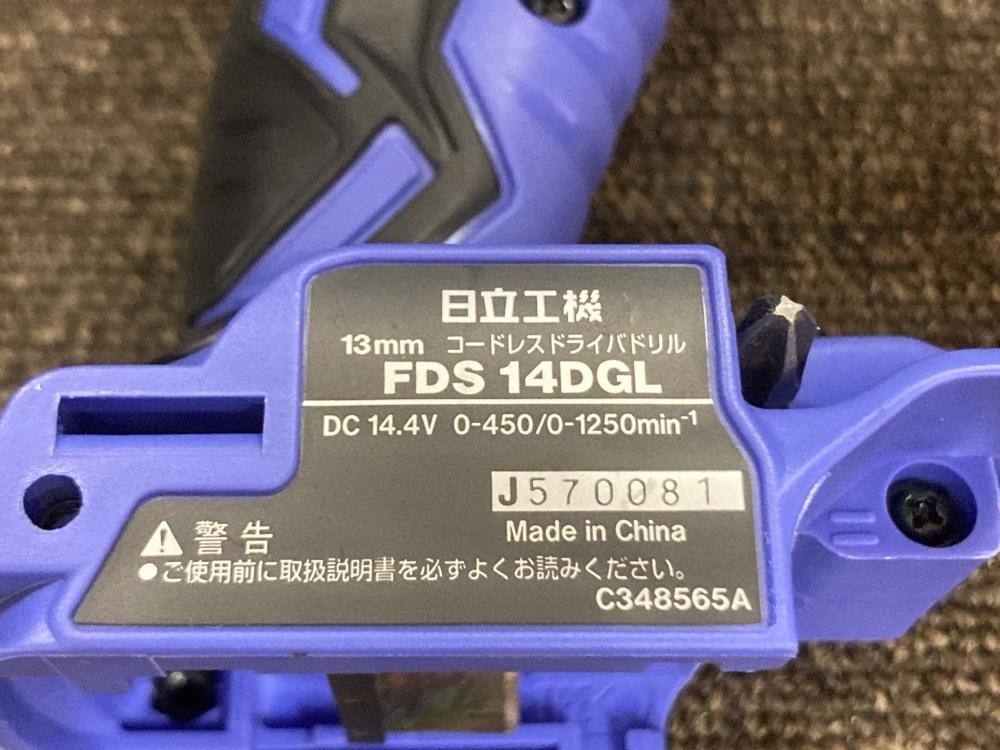 日立工機
13mm コードレスドライバドリル
FDS 14DGL
DC 14.4V 0-450/0-1250min⁻¹
J570081
Made in China
警告
●ご使用前に取扱説明書を必ずよくお読みください。
C348565A